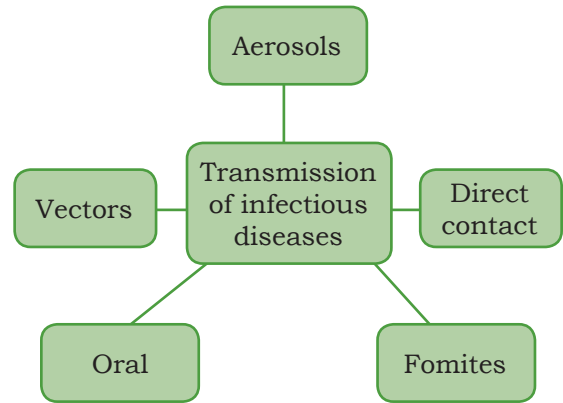 Aerosols
Transmission
of infectious
diseases
Vectors
Direct
contact
Oral
Fomites